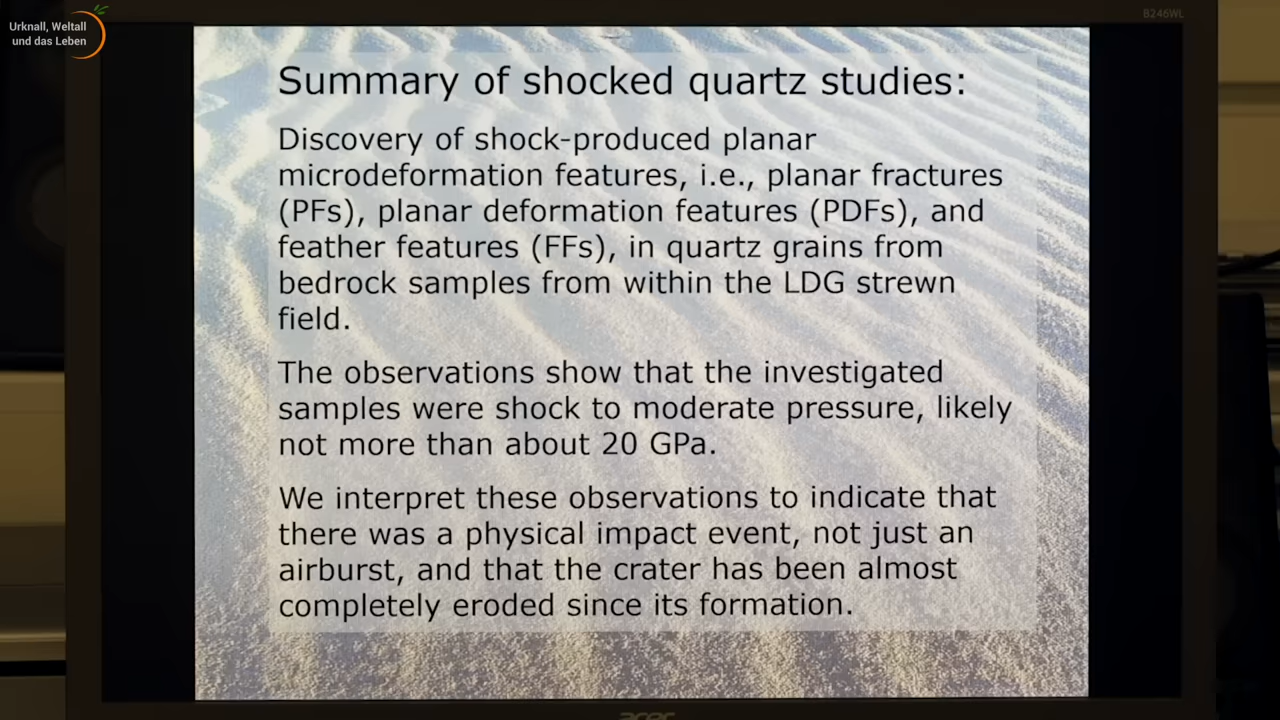 Urknall, Weltall
und das Leben
B246WL
Summary of shocked quartz studies:
Discovery of shock-produced planar
microdeformation features, i.e., planar fractures
(PFs), planar deformation features (PDFs), and
feather features (FFs), in quartz grains from
bedrock samples from within the LDG strewn
field.
The observations show that the investigated
samples were shock to moderate pressure, likely
not more than about 20 GPa.
We interpret these observations to indicate that
there was a physical impact event, not just an
airburst, and that the crater has been almost
completely eroded since its formation.
acer